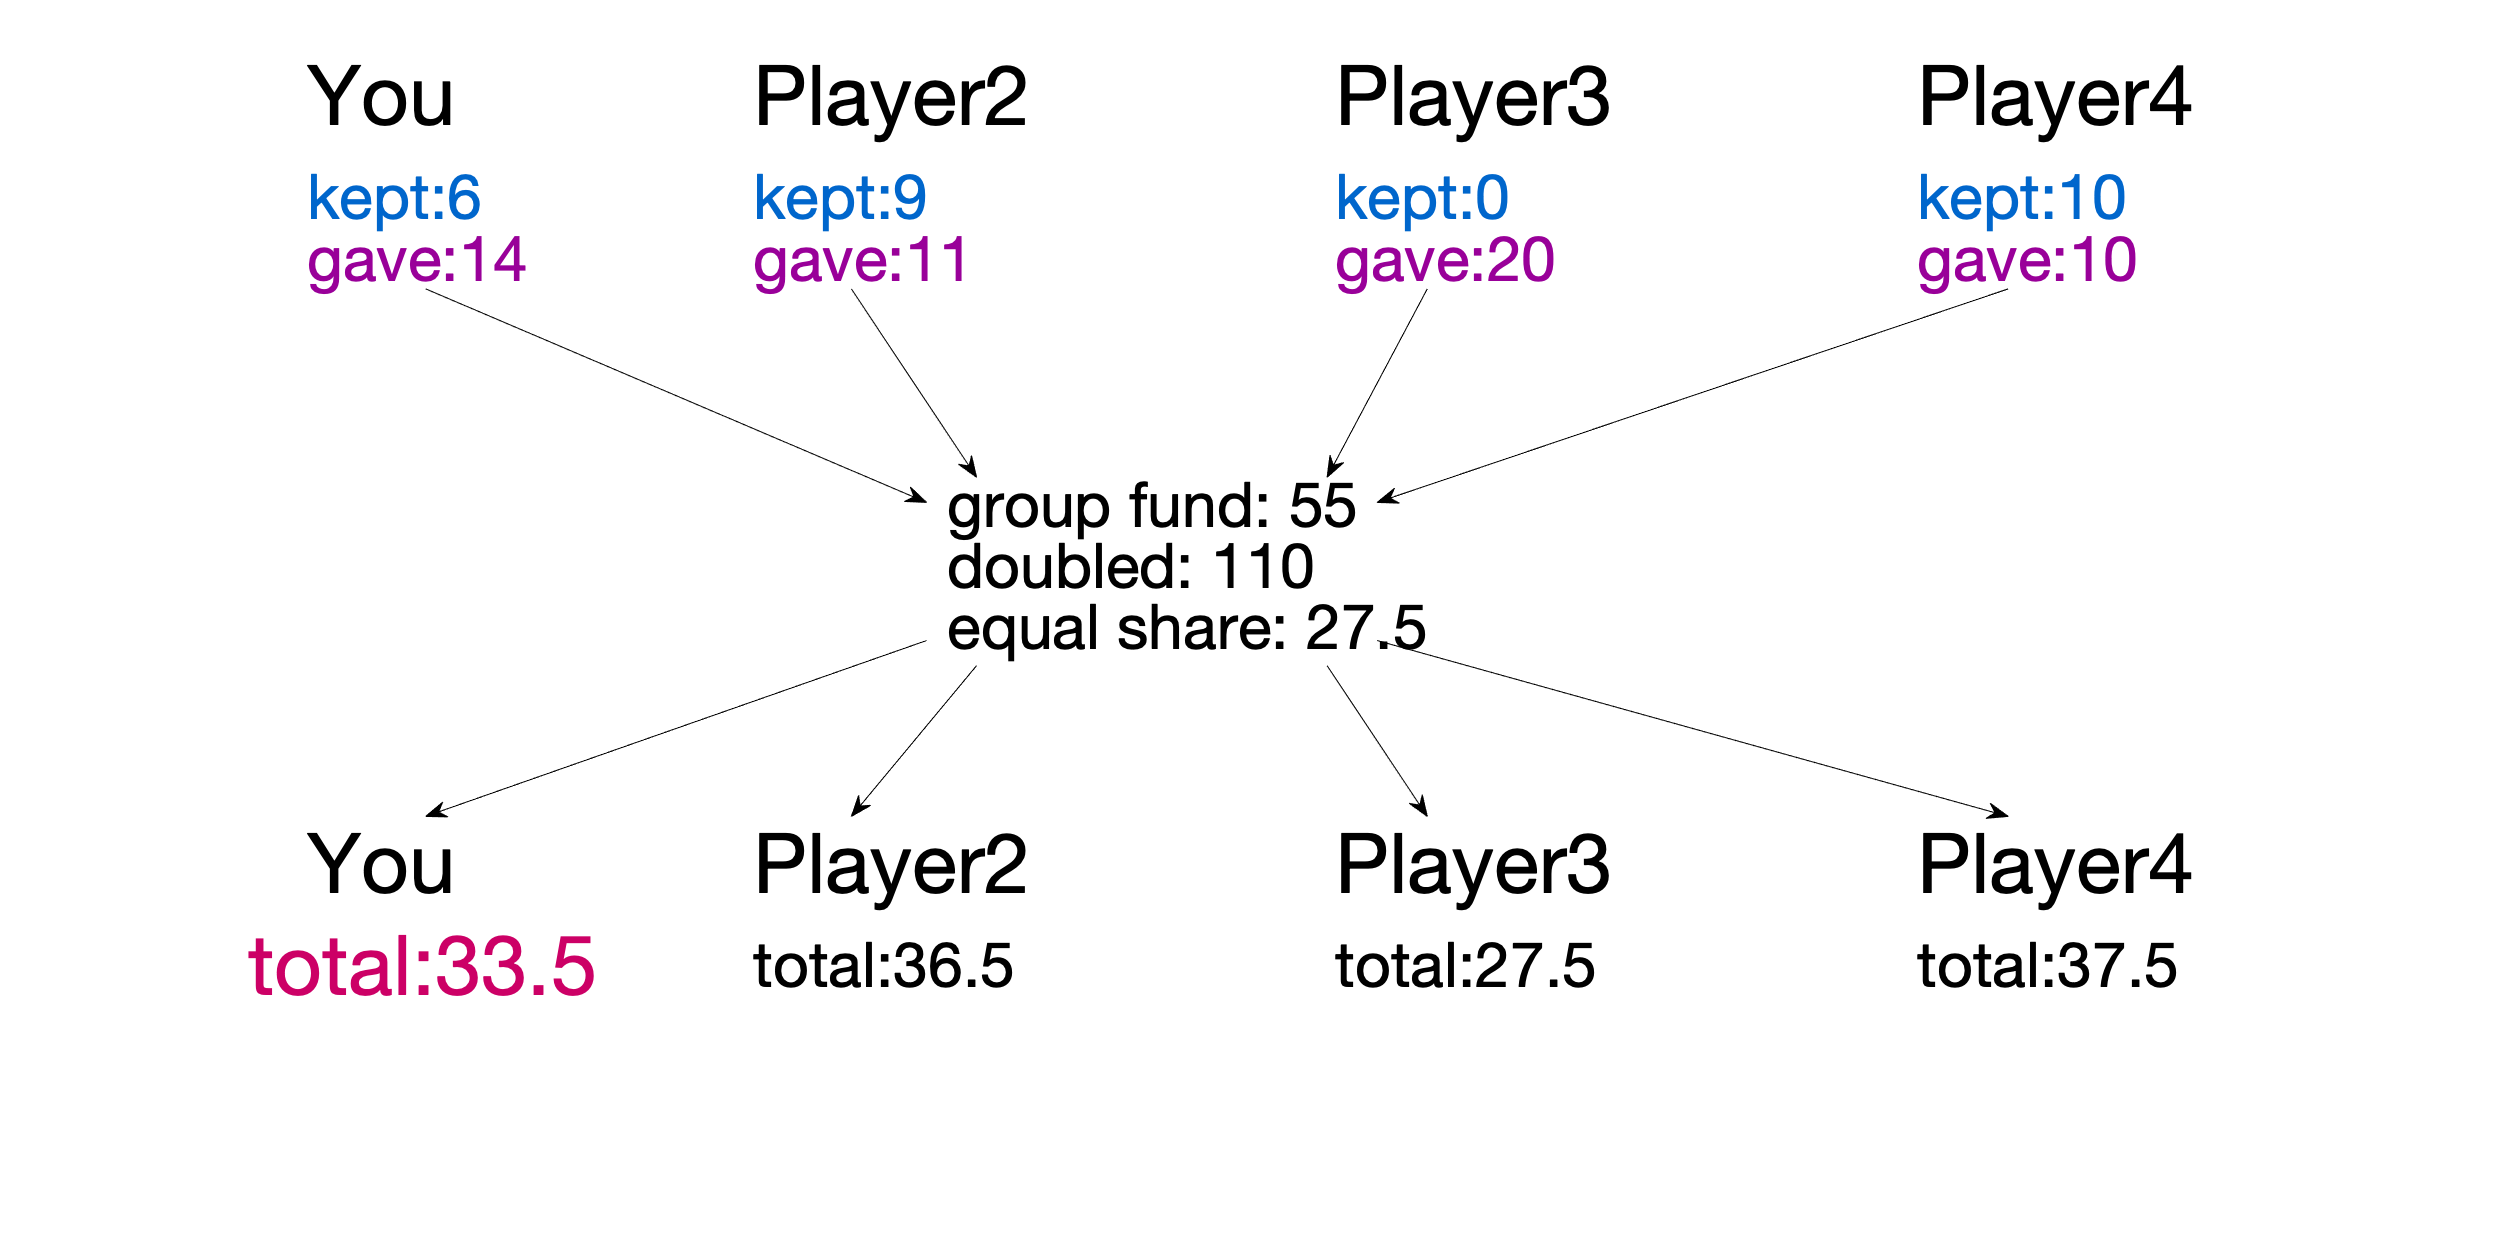 You Player2 Player3 Player4
kept:6 kept:9 kept:0 kept:10
gave:14 gave:11 gave:20 gave:10
group fund: 55
doubled: 110
equal share: 27.5
You Player2 Player3 Player4
total:33.5 total:36.5 total:27.5 total:37.5